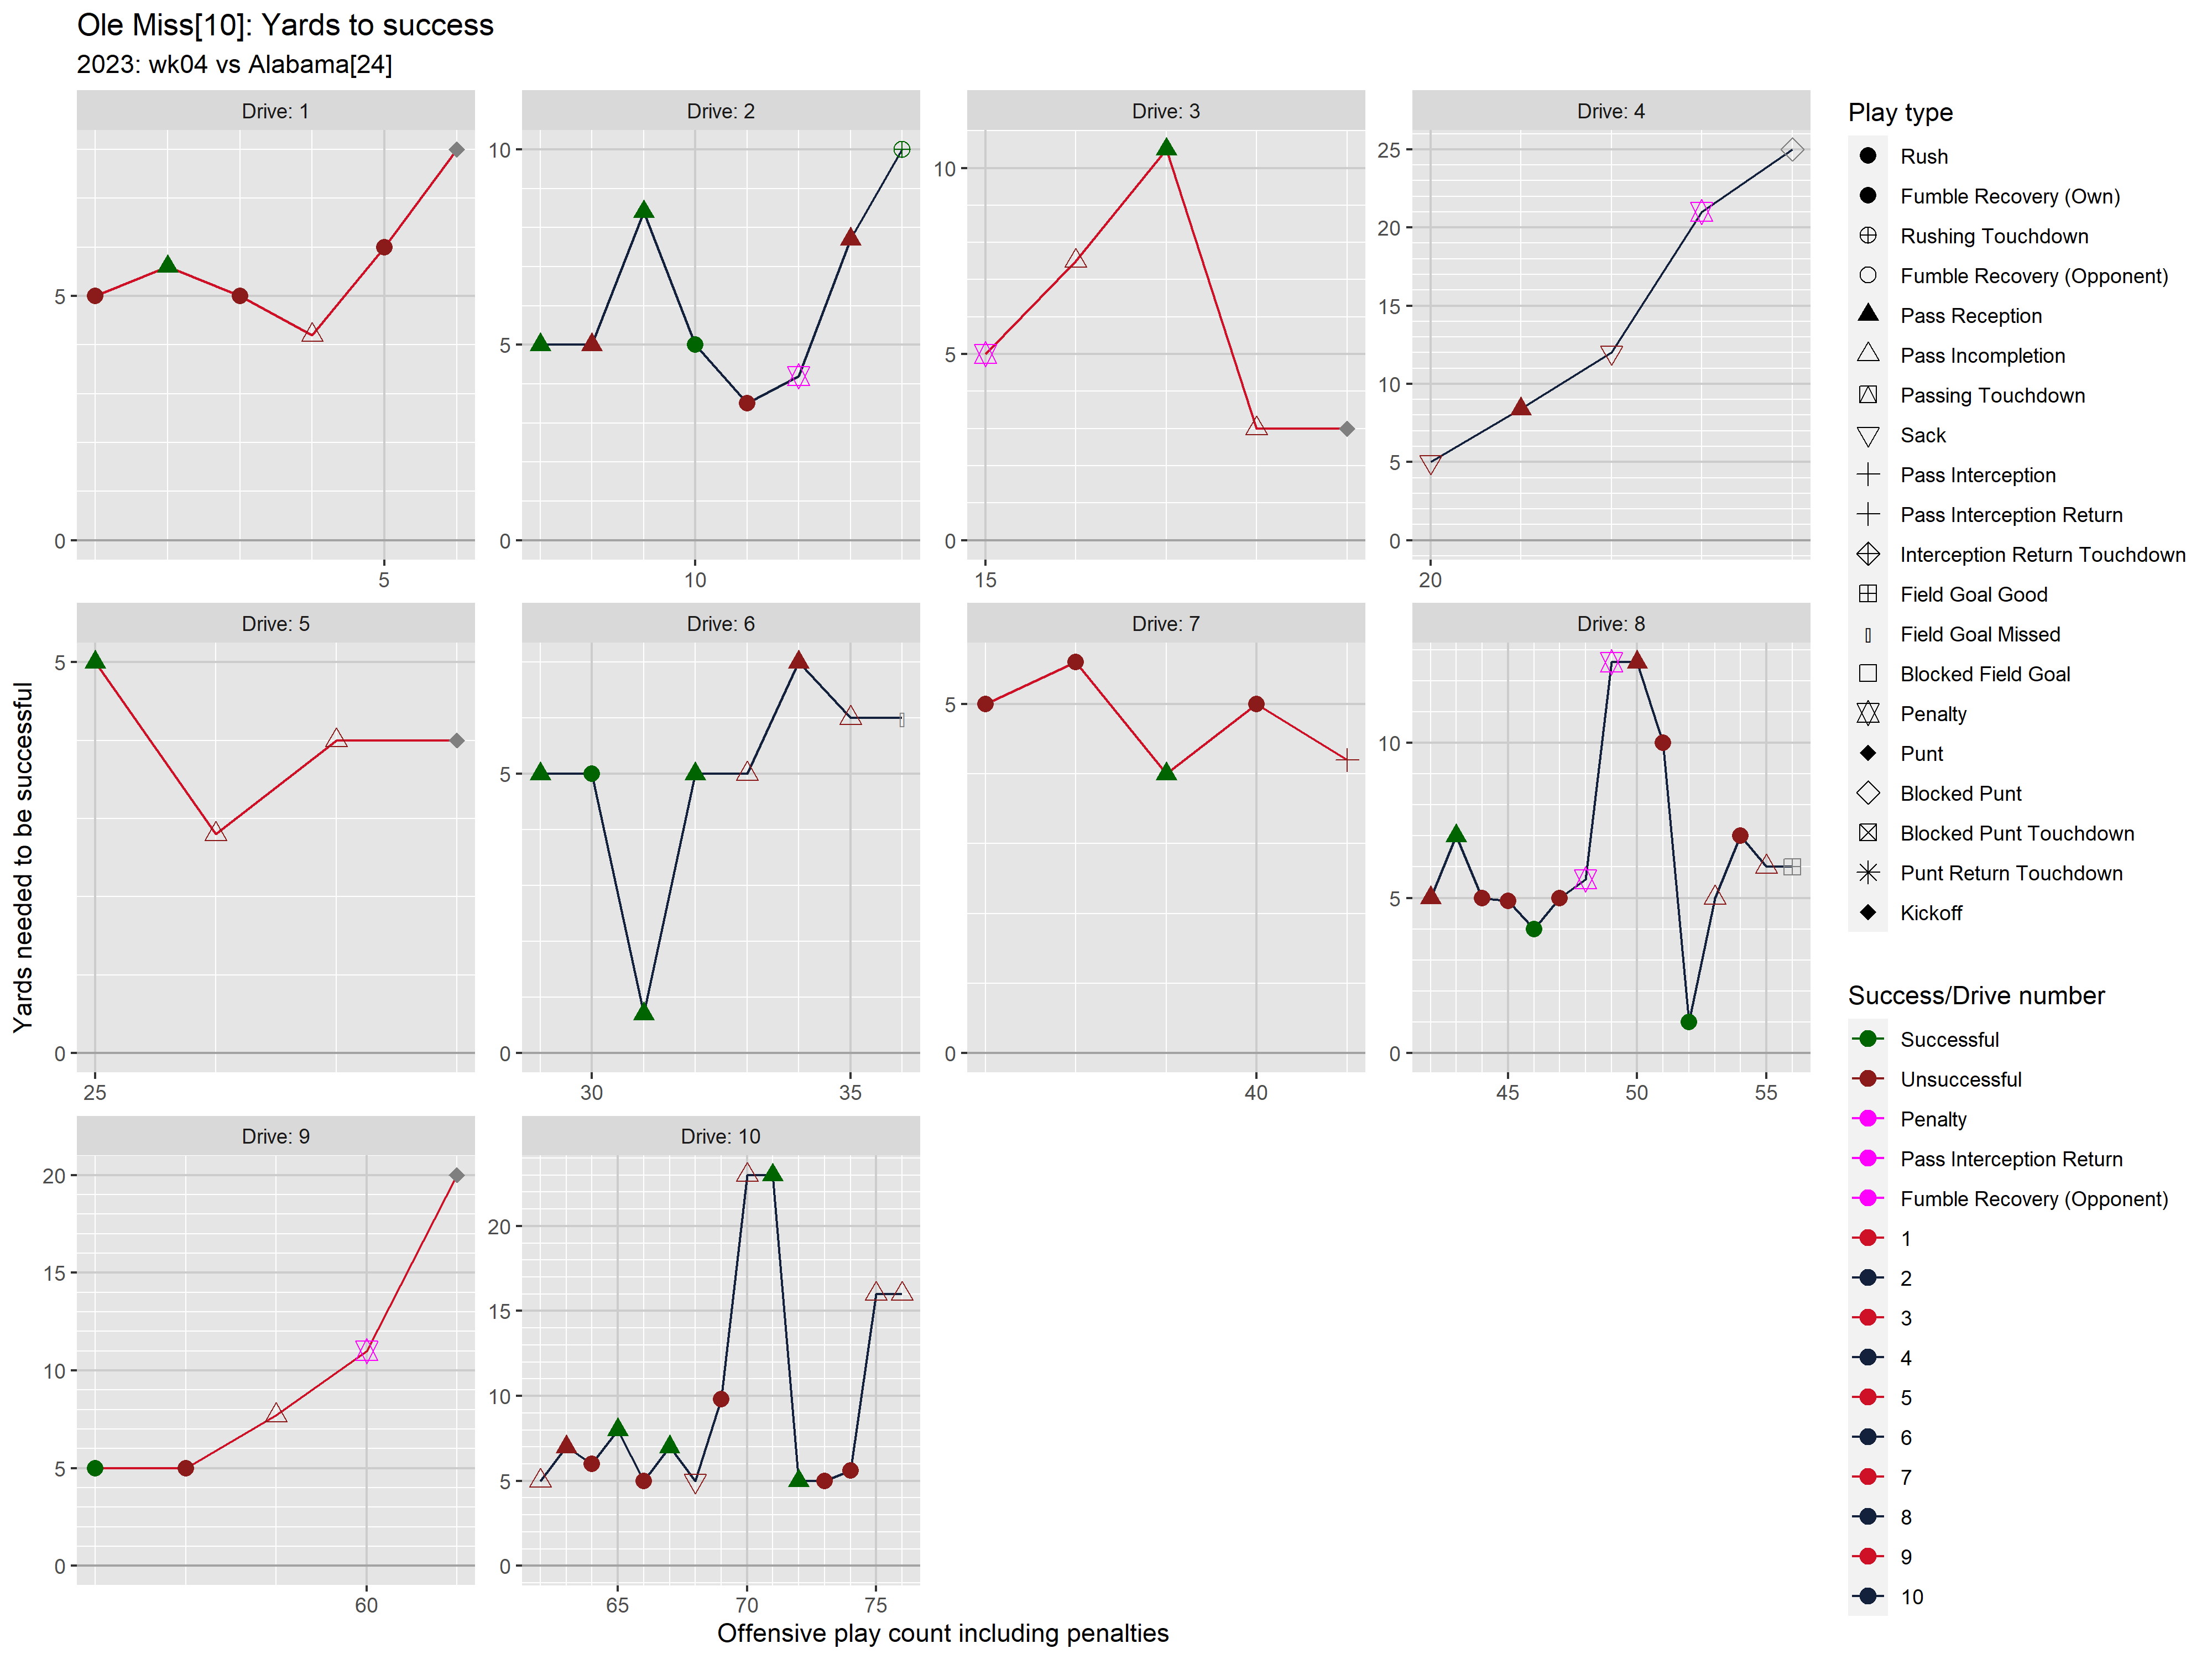 Ole Miss[10]: Yards to success
2023: wk04 vs Alabama[24]
Drive: 1
Drive: 2
Drive: 3
Drive: 4
5
0
5
10
5
0
10
10
5
0
15
25
20
15
10
5
0
20
Drive: 5
Drive: 6
Drive: 7
Drive: 8
5
0
25
5
0
30
35
5
0
40
10
5
0
45
50
55
Drive: 9
Drive: 10
20
15
10
5
0
60
20
15
10
5
0
65
70
75
Yards needed to be successful
Offensive play count including penalties
Play type
Rush
Fumble Recovery (Own)
Rushing Touchdown
Fumble Recovery (Opponent)
Pass Reception
Pass Incompletion
Passing Touchdown
Sack
Pass Interception
Pass Interception Return
Interception Return Touchdown
Field Goal Good
Field Goal Missed
Blocked Field Goal
Penalty
Punt
Blocked Punt
Blocked Punt Touchdown
Punt Return Touchdown
Kickoff
Success/Drive number
Successful
Unsuccessful
Penalty
Pass Interception Return
Fumble Recovery (Opponent)
1
2
3
4
5
6
7
8
9
10